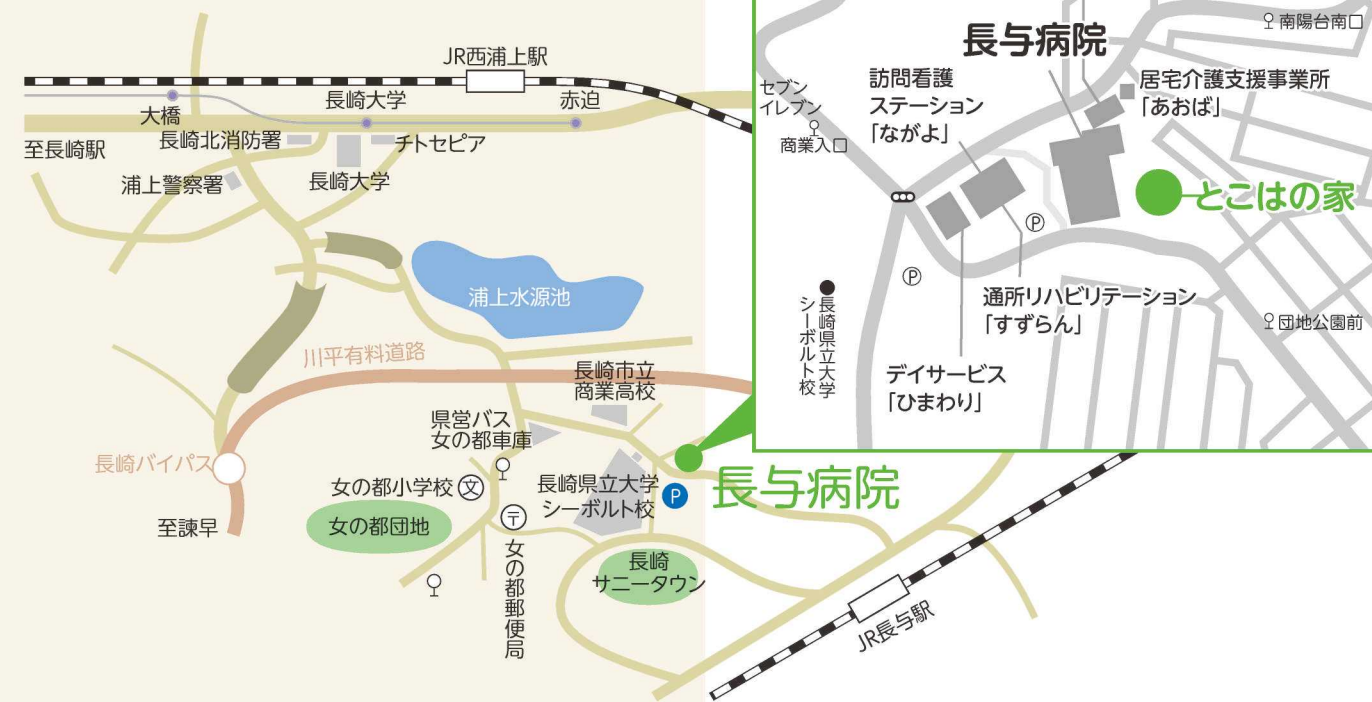 JR西浦上駅
大橋
長崎大学
赤迫
至長崎駅
長崎北消防署
チトセピア
浦上警察署
長崎大学
浦上水源池
川平有料道路
長崎市立
商業高校
県営バス
女の都車庫
長崎バイパス
女の都小学校
文
長崎県立大学
シーボルト校
P
長与病院
至諫早
女の都団地
〒
女の都郵便局
長崎
サニータウン
JR長与駅
長与病院
南陽台南口
訪問看護
ステーション
「ながよ」
居宅介護支援事業所
「あおば」
セブン
イレブン
商業入口
とこはの家
P
P
通所リハビリテーション
「すずらん」
長崎県立大学
シーボルト校
団地公園前
デイサービス
「ひまわり」